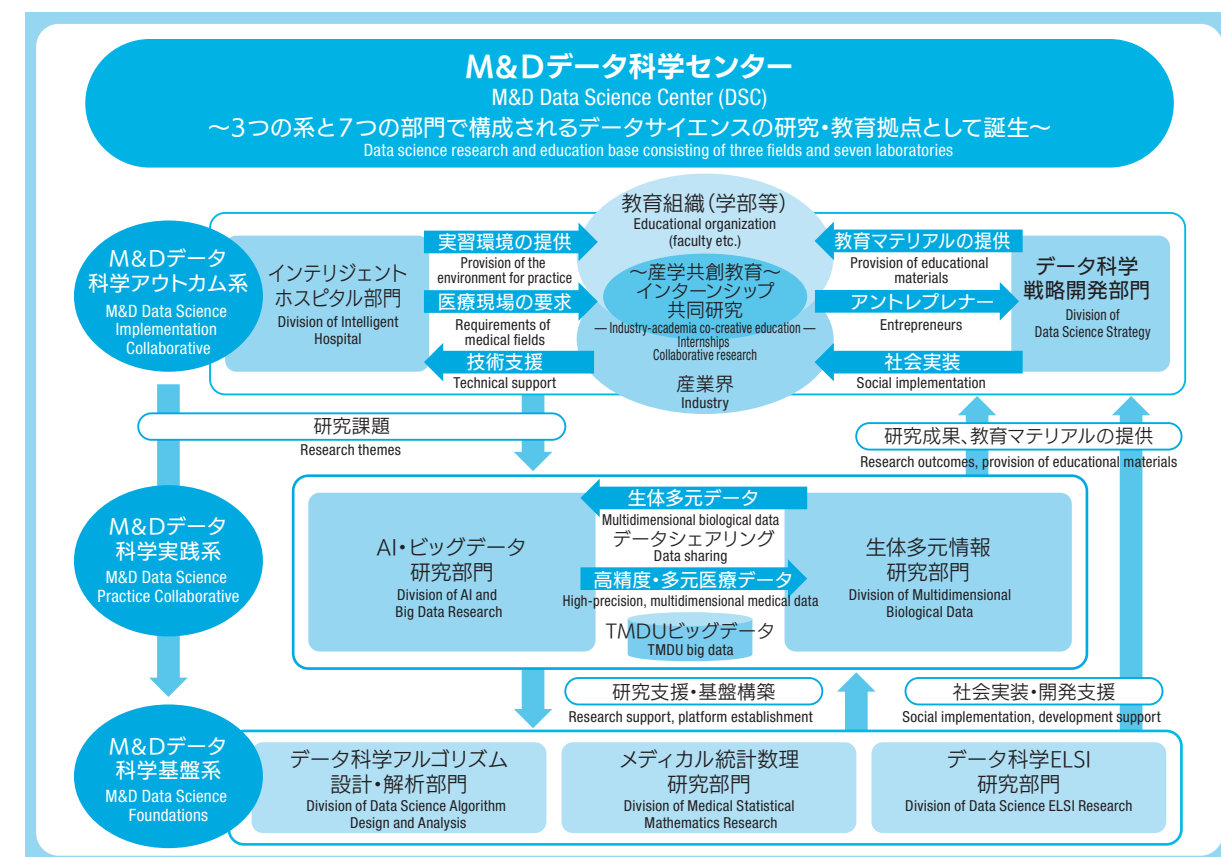 M&Dデータ科学センター
M&D Data Science Center (DSC)
〜3つの系と7つの部門で構成されるデータサイエンスの研究・教育拠点として誕生〜
Data science research and education base consisting of three fields and seven laboratories
M&Dデータ
科学アウトカム系
M&D Data Science
Implementation
Collaborative
インテリジェント
ホスピタル部門
Division of Intelligent
Hospital
実習環境の提供
Provision of the
environment for practice
医療現場の要求
Requirements of
medical fields
技術支援
Technical support
教育組織(学部等)
Educational organization
(faculty etc.)
〜産学共創教育〜
インターンシップ
共同研究
— Industry-academia co-creative education —
Internships
Collaborative research
産業界
Industry
教育マテリアルの提供
Provision of educational
materials
アントレプレナー
Entrepreneurs
社会実装
Social implementation
データ科学
戦略開発部門
Division of
Data Science Strategy
研究課題
Research themes
研究成果、教育マテリアルの提供
Research outcomes, provision of educational materials
M&Dデータ
科学実践系
M&D Data Science
Practice Collaborative
AI・ビッグデータ
研究部門
Division of AI and
Big Data Research
生体多元データ
Multidimensional biological data
データシェアリング
Data sharing
高精度・多元医療データ
High-precision, multidimensional medical data
TMDUビッグデータ
TMDU big data
生体多元情報
研究部門
Division of Multidimensional
Biological Data
研究支援・基盤構築
Research support, platform establishment
社会実装・開発支援
Social implementation, development support
M&Dデータ
科学基盤系
M&D Data Science
Foundations
データ科学アルゴリズム
設計・解析部門
Division of Data Science Algorithm
Design and Analysis
メディカル統計数理
研究部門
Division of Medical Statistical
Mathematics Research
データ科学ELSI
研究部門
Division of Data Science ELSI Research